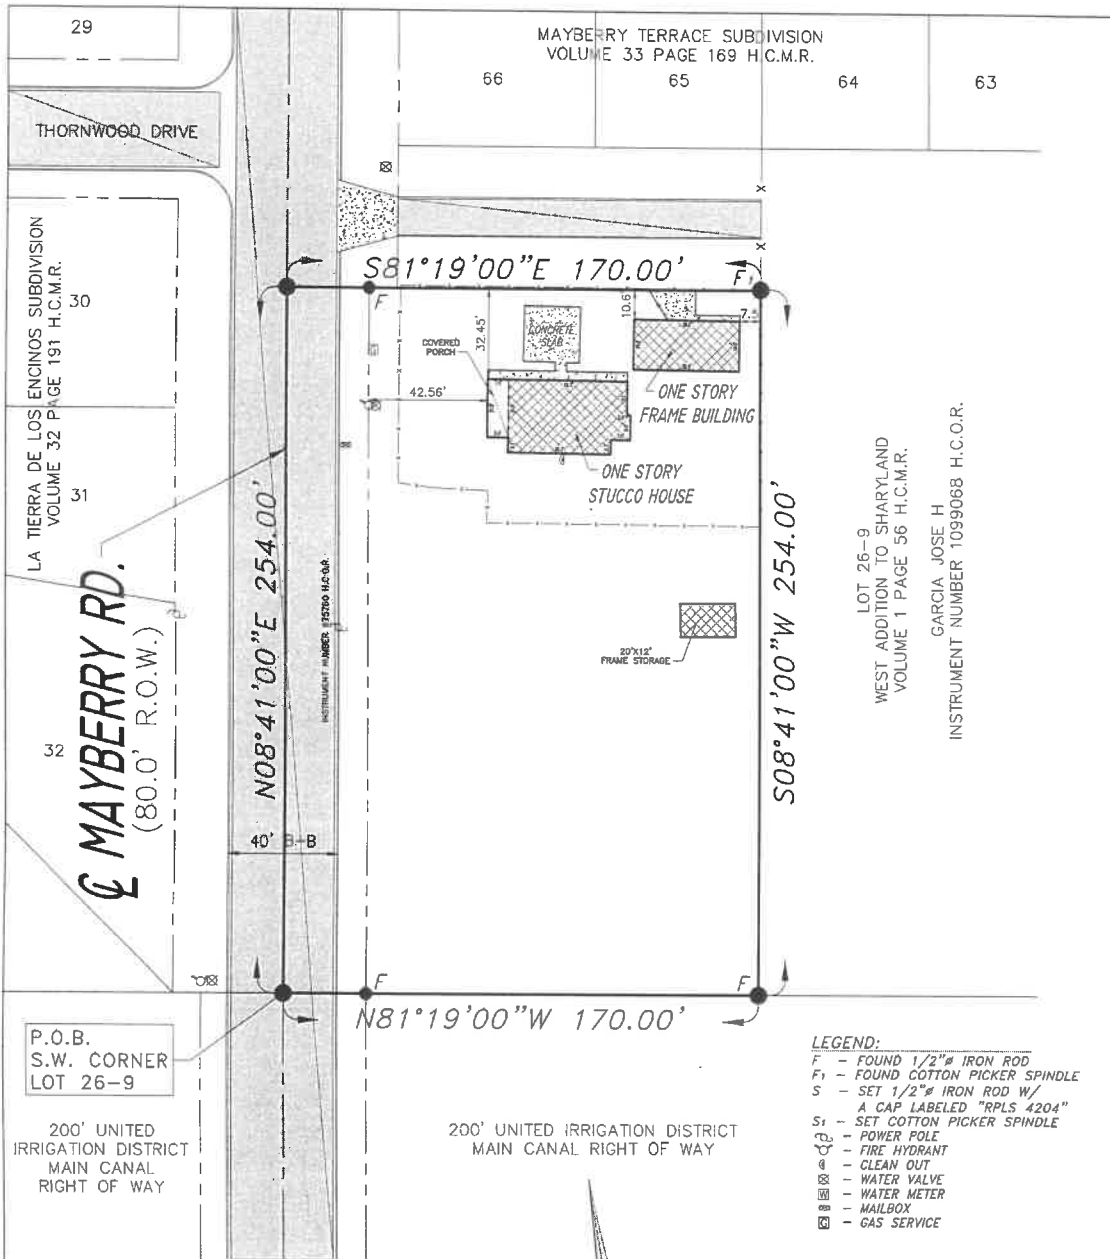 29
MAYBERRY TERRACE SUBDIVISION
VOLUME 33 PAGE 169 H.C.M.R.
66
65
64
63
THORNWOOD DRIVE
LA TIERRA DE LOS ENCINOS SUBDIVISION
VOLUME 32 PAGE 191 H.C.M.R.
30
31
32
S81°19'00"E 170.00'
F
F1
10.6
7.
32.45'
42.56'
CONCRETE
SLAB
COVERED
PORCH
ONE STORY
FRAME BUILDING
ONE STORY
STUCCO HOUSE
20'X12'
FRAME STORAGE
N08°41'00"E 254.00'
S08°41'00"W 254.00'
℄ MAYBERRY RD.
(80.0' R.O.W.)
40' B-B
LOT 26-9
WEST ADDITION TO SHARYLAND
VOLUME 1 PAGE 56 H.C.M.R.
GARCIA JOSE H
INSTRUMENT NUMBER 1099068 H.C.O.R.
INSTRUMENT NUMBER H.C.O.R.
F
F
N81°19'00"W 170.00'
P.O.B.
S.W. CORNER
LOT 26-9
200' UNITED
IRRIGATION DISTRICT
MAIN CANAL
RIGHT OF WAY
200' UNITED IRRIGATION DISTRICT
MAIN CANAL RIGHT OF WAY
LEGEND:
F - FOUND 1/2"ø IRON ROD
F1 - FOUND COTTON PICKER SPINDLE
S - SET 1/2"ø IRON ROD W/
A CAP LABELED "RPLS 4204"
S1 - SET COTTON PICKER SPINDLE
- POWER POLE
- FIRE HYDRANT
- CLEAN OUT
- WATER VALVE
W - WATER METER
- MAILBOX
G - GAS SERVICE